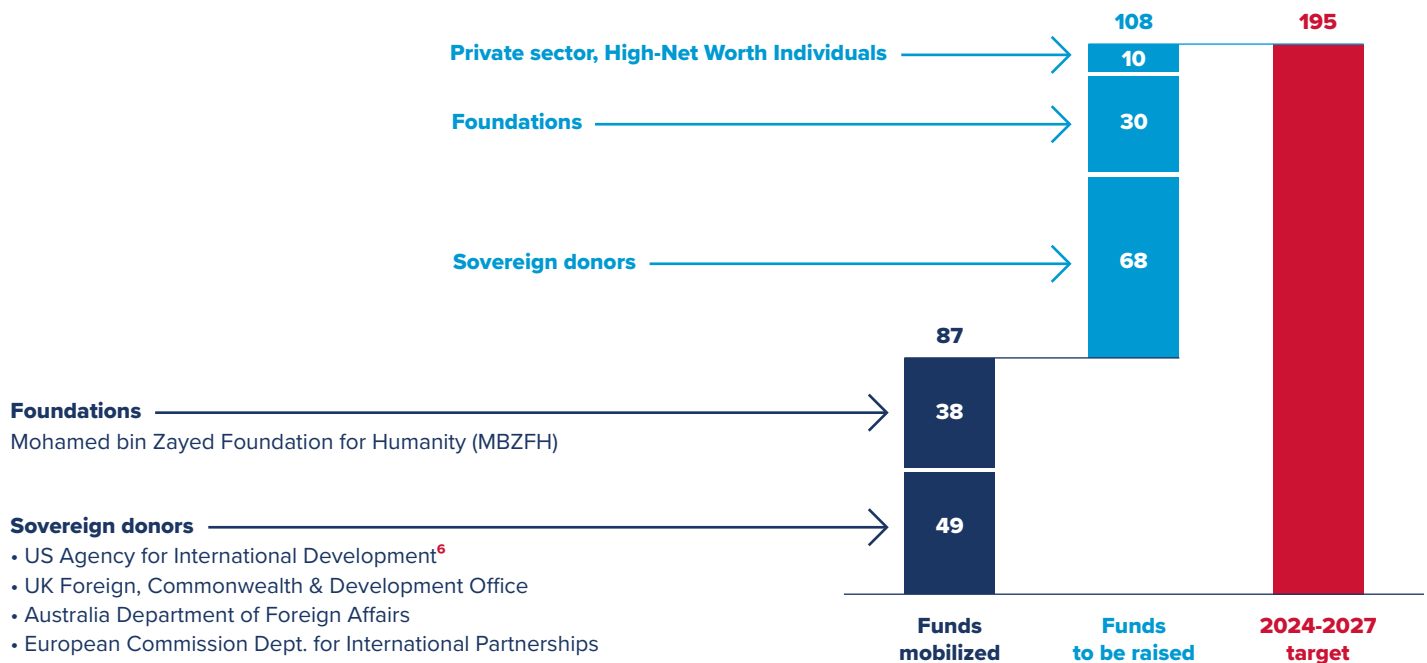 108
195
Private sector, High-Net Worth Individuals
10
Foundations
30
Sovereign donors
68
87
Foundations
38
Mohamed bin Zayed Foundation for Humanity (MBZFH)
Sovereign donors
49
• US Agency for International Development⁶
• UK Foreign, Commonwealth & Development Office
• Australia Department of Foreign Affairs
• European Commission Dept. for International Partnerships
Funds
mobilized
Funds
to be raised
2024-2027
target